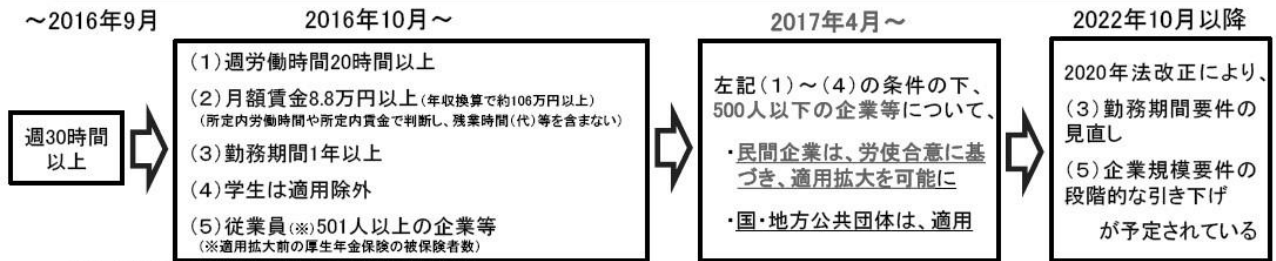 ～2016年9月
週30時間
以上
2016年10月～
(1)週労働時間20時間以上
(2)月額賃金8.8万円以上(年収換算で約106万円以上)
(所定内労働時間や所定内賃金で判断し、残業時間(代)等を含まない)
(3)勤務期間1年以上
(4)学生は適用除外
(5)従業員(※)501人以上の企業等
(※適用拡大前の厚生年金保険の被保険者数)
2017年4月～
左記(1)～(4)の条件の下、
500人以下の企業等について、
・民間企業は、労使合意に基
づき、適用拡大を可能に
・国・地方公共団体は、適用
2022年10月以降
2020年法改正により、
(3)勤務期間要件の
見直し
(5)企業規模要件の
段階的な引き下げ
が予定されている